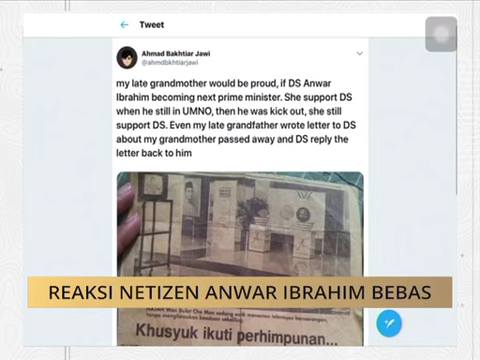 Tweet
Ahmad Bakhtiar Jawi
@ahmdbkhtiarjawi
my late grandmother would be proud, if DS Anwar
Ibrahim becoming next prime minister. She support DS
when he still in UMNO, then he was kick out, she still
support DS. Even my late grandfather wrote letter to DS
about my grandmother passed away and DS reply the
letter back to him
REAKSI NETIZEN ANWAR IBRAHIM BEBAS
Khusyuk ikuti perhimpunan...